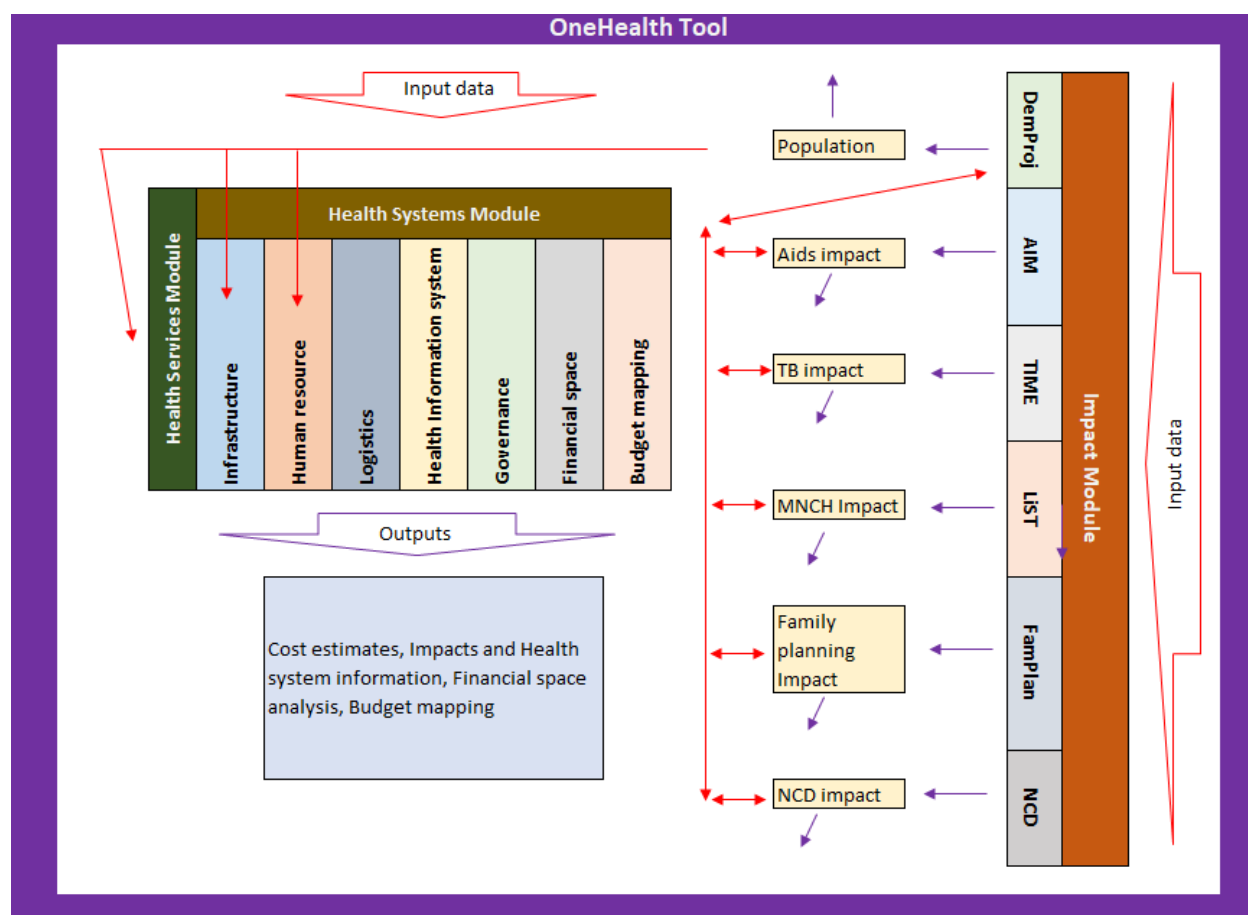 OneHealth Tool
Input data
Population
DemProj
Health Systems Module
Health Services Module
Infrastructure
Human resource
Logistics
Health Information system
Governance
Financial space
Budget mapping
Aids impact
AIM
TB impact
TIME
MNCH Impact
LiST
Impact Module
Input data
Outputs
Cost estimates, Impacts and Health
system information, Financial space
analysis, Budget mapping
Family
planning
Impact
FamPlan
NCD impact
NCD